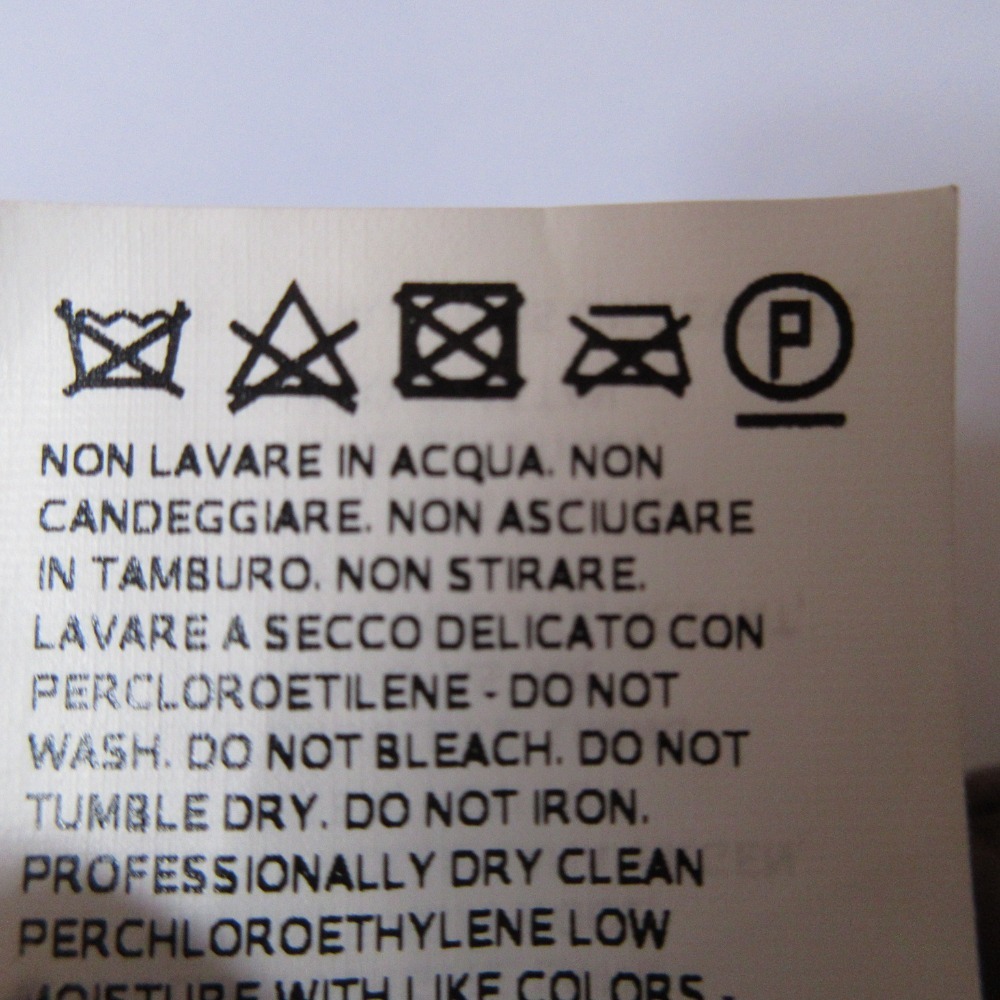 P
NON LAVARE IN ACQUA. NON
CANDEGGIARE. NON ASCIUGARE
IN TAMBURO. NON STIRARE.
LAVARE A SECCO DELICATO CON
PERCLOROETILENE - DO NOT
WASH. DO NOT BLEACH. DO NOT
TUMBLE DRY. DO NOT IRON.
PROFESSIONALLY DRY CLEAN
PERCHLOROETHYLENE LOW
MOISTURE WITH LIKE COLORS -